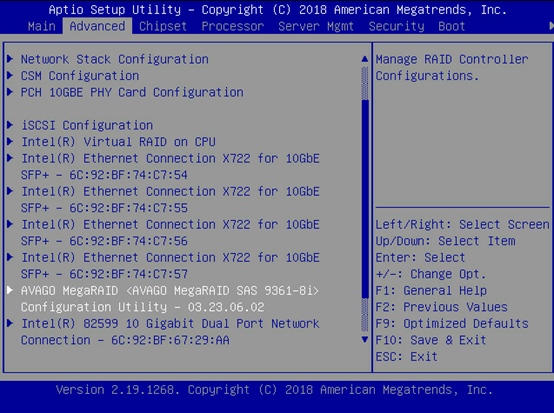 Aptio Setup Utility - Copyright (C) 2018 American Megatrends, Inc.
Main Advanced Chipset Processor Server Mgmt Security Boot
Network Stack Configuration
CSM Configuration
PCH 10GBE PHY Card Configuration
iSCSI Configuration
Intel(R) Virtual RAID on CPU
Intel(R) Ethernet Connection X722 for 10GbE
SFP+ - 6C:92:BF:74:C7:54
Intel(R) Ethernet Connection X722 for 10GbE
SFP+ - 6C:92:BF:74:C7:55
Intel(R) Ethernet Connection X722 for 10GbE
SFP+ - 6C:92:BF:74:C7:56
Intel(R) Ethernet Connection X722 for 10GbE
SFP+ - 6C:92:BF:74:C7:57
AVAGO MegaRAID <AVAGO MegaRAID SAS 9361-8i>
Configuration Utility - 03.23.06.02
Intel(R) 82599 10 Gigabit Dual Port Network
Connection - 6C:92:BF:67:29:AA
Manage RAID Controller
Configurations.
Left/Right: Select Screen
Up/Down: Select Item
Enter: Select
+/-: Change Opt.
F1: General Help
F2: Previous Values
F9: Optimized Defaults
F10: Save & Exit
ESC: Exit
Version 2.19.1268. Copyright (C) 2018 American Megatrends, Inc.